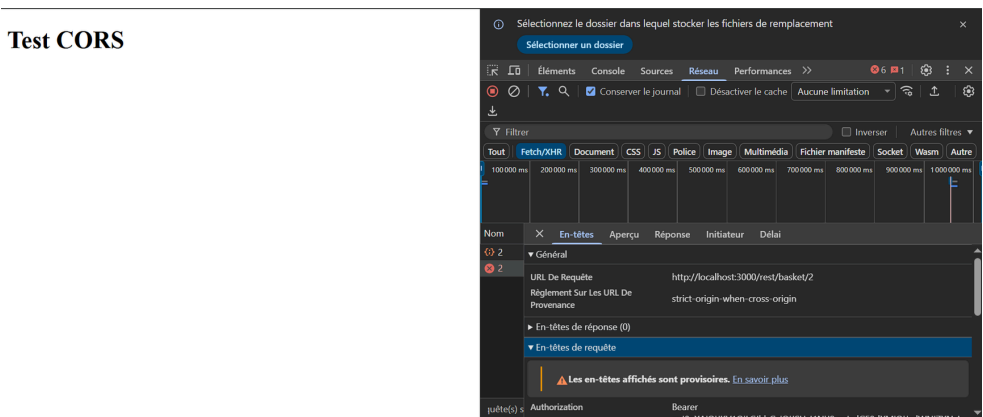 Test CORS
Sélectionnez le dossier dans lequel stocker les fichiers de remplacement
Sélectionner un dossier
Éléments Console Sources Réseau Performances 6 1
Conserver le journal Désactiver le cache Aucune limitation
Filtrer Inverser Autres filtres
Tout Fetch/XHR Document CSS JS Police Image Multimédia Fichier manifeste Socket Wasm Autre
100 000 ms 200 000 ms 300 000 ms 400 000 ms 500 000 ms 600 000 ms 700 000 ms 800 000 ms 900 000 ms 1 000 000 ms
Nom En-têtes Aperçu Réponse Initiateur Délai
2 Général
2
URL De Requête http://localhost:3000/rest/basket/2
Règlement Sur Les URL De
Provenance strict-origin-when-cross-origin
En-têtes de réponse (0)
En-têtes de requête
Les en-têtes affichés sont provisoires. En savoir plus
quête(s) s Authorization Bearer